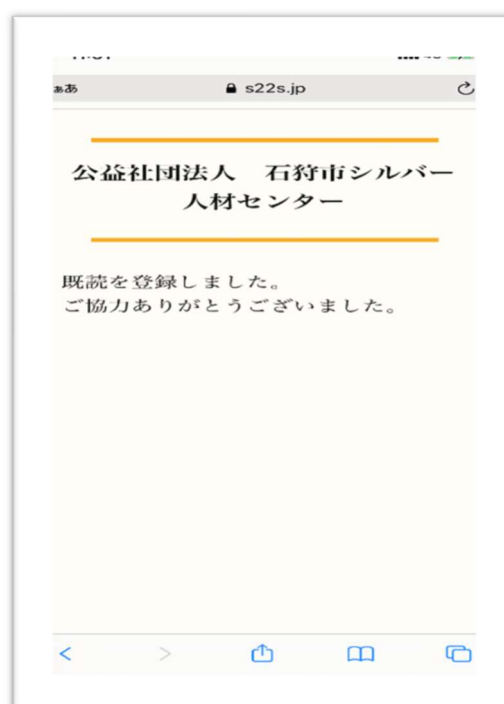 ぁあ s22s.jp
公益社団法人　石狩市シルバー
人材センター
既読を登録しました。
ご協力ありがとうございました。